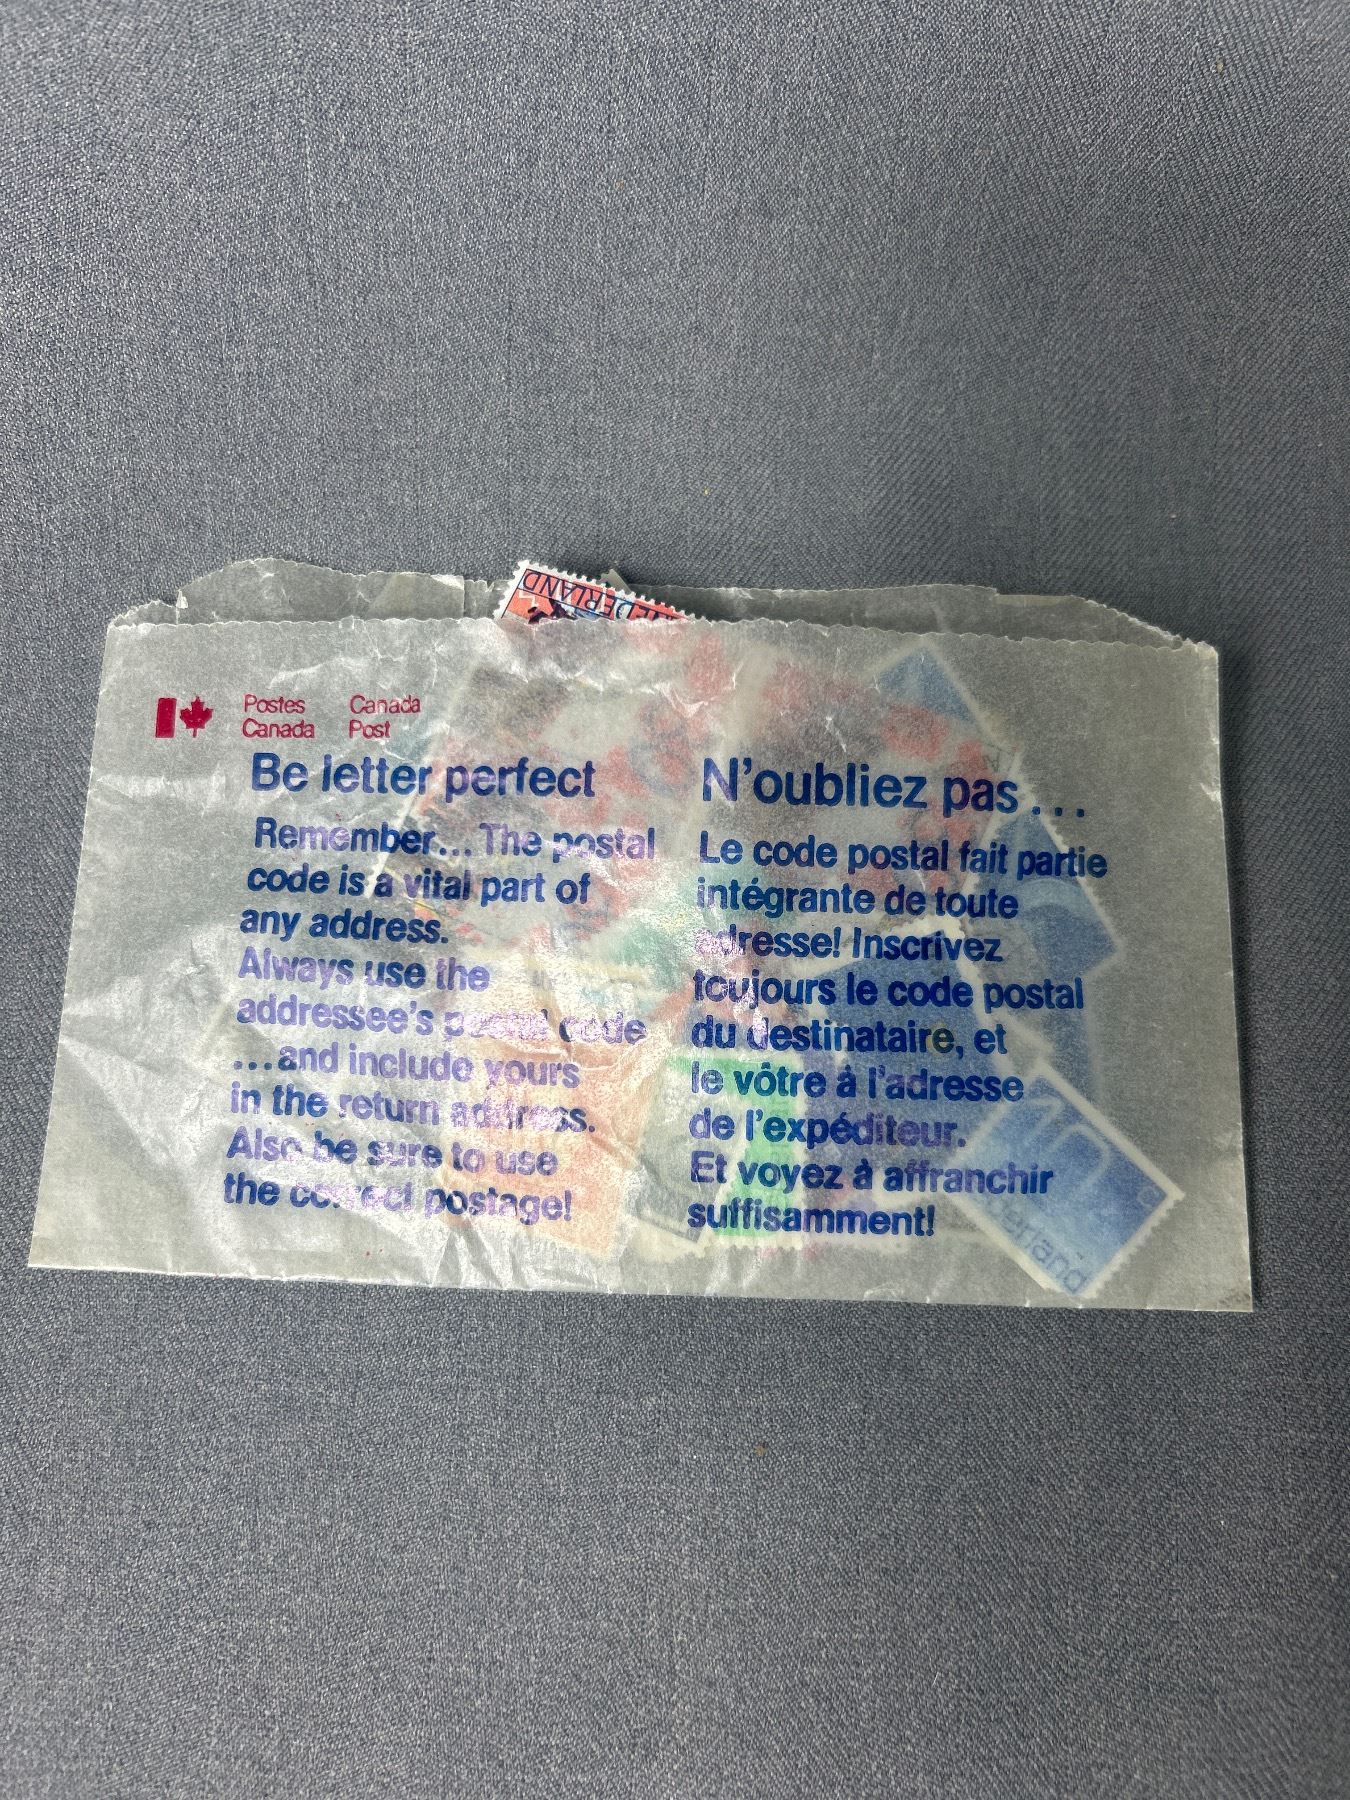 NEDERLAND
Postes Canada
Canada Post
Be letter perfect
Remember... The postal
code is a vital part of
any address.
Always use the
addressee's postal code
...and include yours
in the return address.
Also be sure to use
the correct postage!
N'oubliez pas...
Le code postal fait partie
intégrante de toute
adresse! Inscrivez
toujours le code postal
du destinataire, et
le vôtre à l'adresse
de l'expéditeur.
Et voyez à affranchir
suffisamment!
nederland